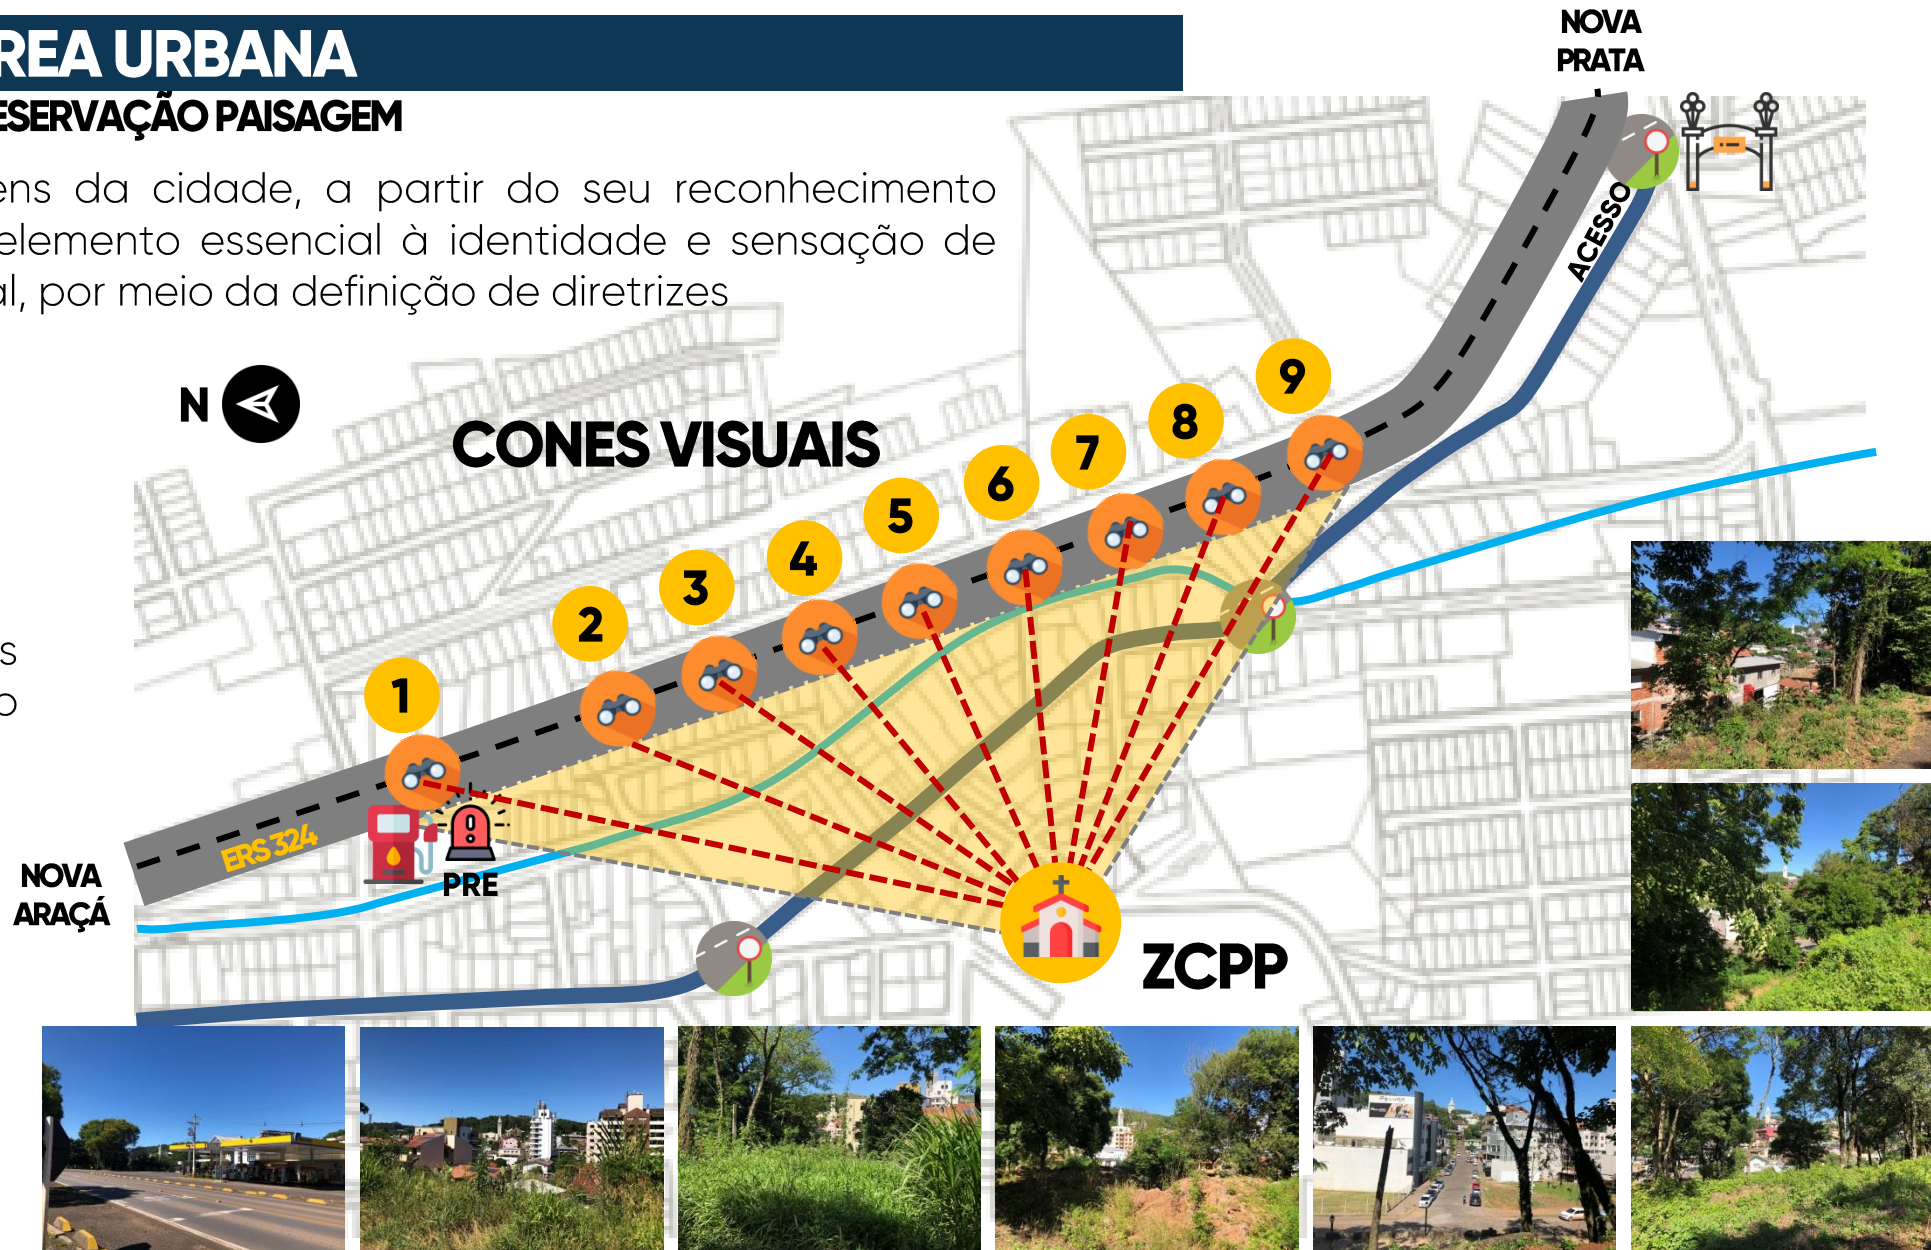 REA URBANA
ESERVAÇÃO PAISAGEM
ens da cidade, a partir do seu reconhecimento
elemento essencial à identidade e sensação de
al, por meio da definição de diretrizes
NOVA
PRATA
ACESSO
N
CONES VISUAIS
9
8
7
6
5
4
3
2
1
s
o
ERS 324
PRE
NOVA
ARAÇÁ
ZCPP